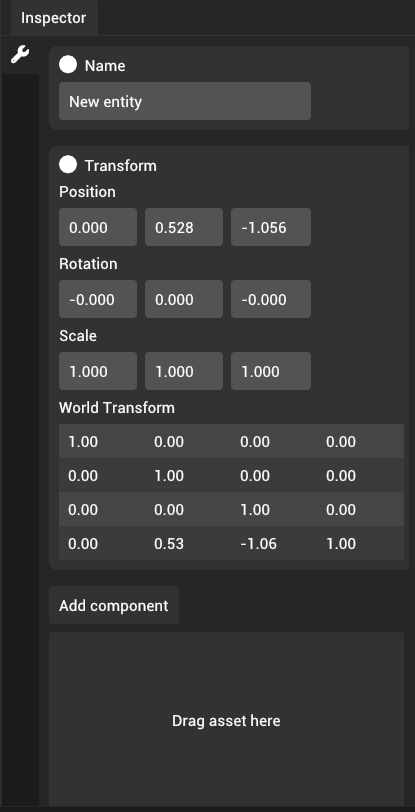 Inspector
Name
New entity
Transform
Position
0.000 0.528 -1.056
Rotation
-0.000 0.000 -0.000
Scale
1.000 1.000 1.000
World Transform
1.00 0.00 0.00 0.00
0.00 1.00 0.00 0.00
0.00 0.00 1.00 0.00
0.00 0.53 -1.06 1.00
Add component
Drag asset here